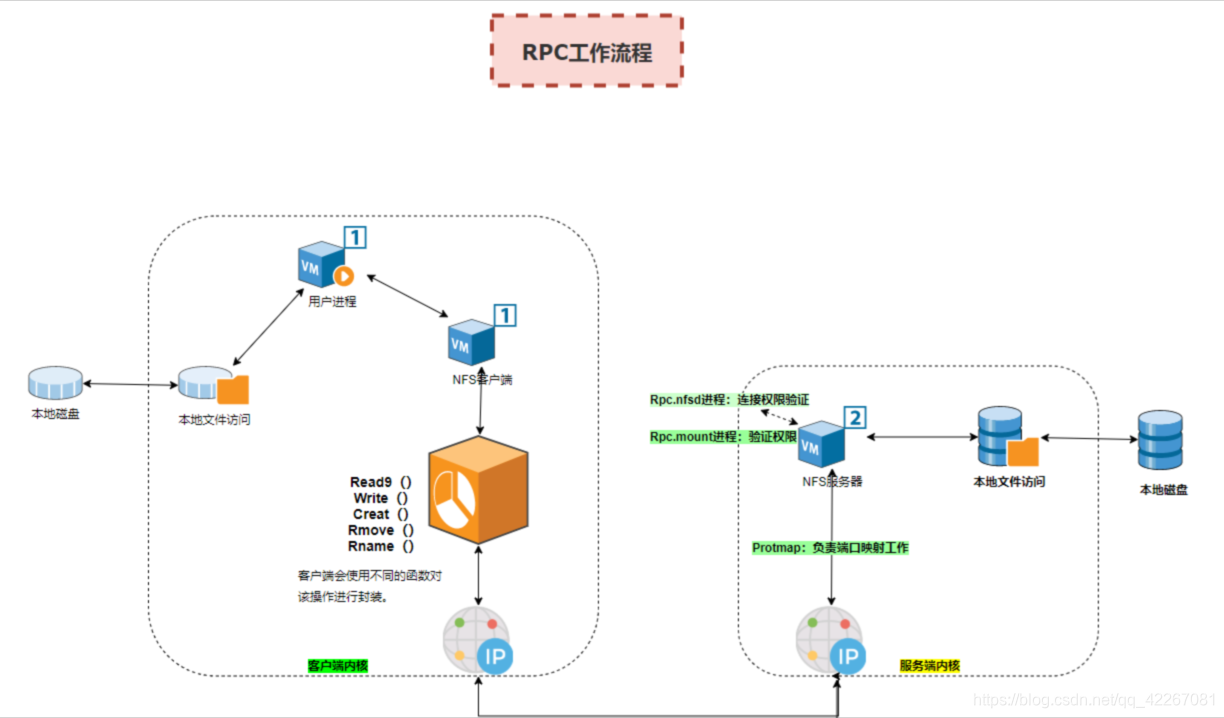 RPC工作流程
1
VM
用户进程
1
VM
NFS客户端
本地磁盘
本地文件访问
Read9 ()
Write ()
Creat ()
Rmove ()
Rname ()
客户端会使用不同的函数对
该操作进行封装。
IP
客户端内核
Rpc.nfsd进程：连接权限验证
Rpc.mount进程：验证权限
2
VM
NFS服务器
本地文件访问
本地磁盘
Protmap：负责端口映射工作
IP
服务端内核
https://blog.csdn.net/qq_42267081